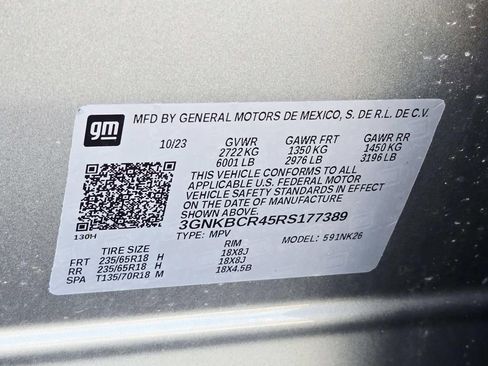 gm
MFD BY GENERAL MOTORS DE MEXICO, S. DE R.L. DE C.V.
10/23 GVWR GAWR FRT GAWR RR
2722 KG 1350 KG 1450 KG
6001 LB 2976 LB 3196 LB
THIS VEHICLE CONFORMS TO ALL
APPLICABLE U.S. FEDERAL MOTOR
VEHICLE SAFETY STANDARDS IN EFFECT
ON THE DATE OF MANUFACTURE
SHOWN ABOVE.
3GNKBCR45RS177389
130H
TYPE: MPV MODEL: 591NK26
TIRE SIZE RIM
FRT 235/65R18 H 18X8J
RR 235/65R18 H 18X8J
SPA T135/70R18 M 18X4.5B